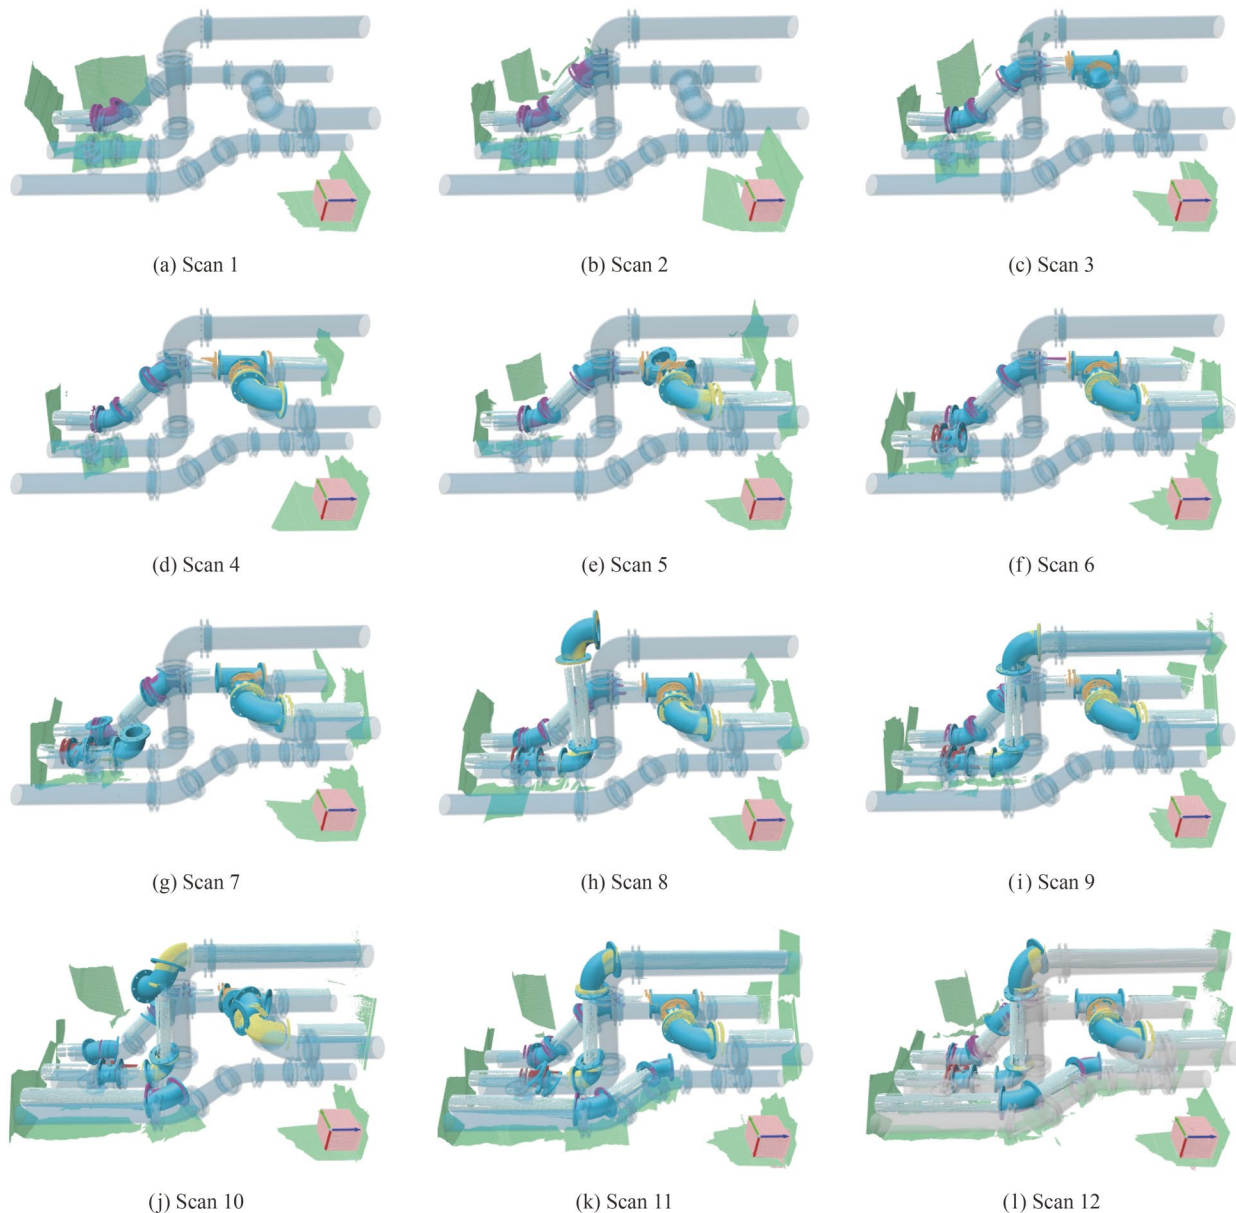 (a) Scan 1
(b) Scan 2
(c) Scan 3
(d) Scan 4
(e) Scan 5
(f) Scan 6
(g) Scan 7
(h) Scan 8
(i) Scan 9
(j) Scan 10
(k) Scan 11
(l) Scan 12